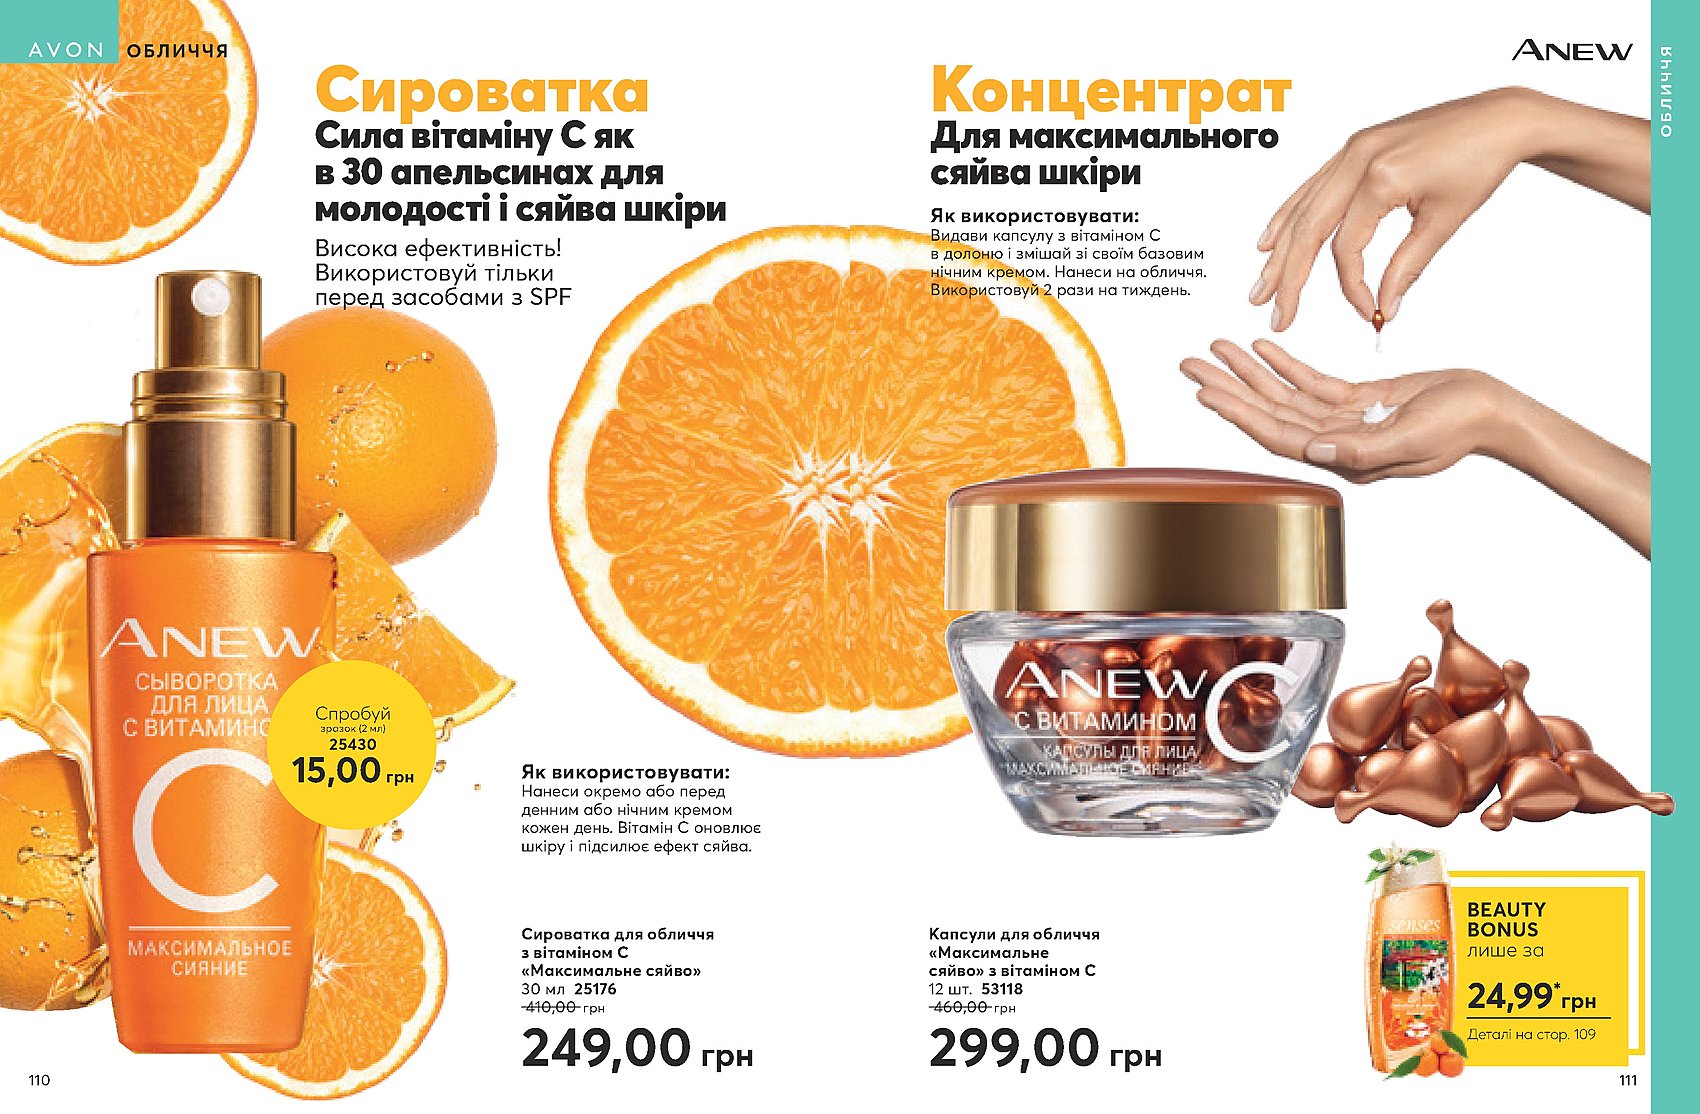 AVON ОБЛИЧЧЯ
Сироватка
Сила вітаміну С як
в 30 апельсинах для
молодості і сяйва шкіри
Висока ефективність!
Використовуй тільки
перед засобами з SPF
ANEW
СЫВОРОТКА
ДЛЯ ЛИЦА
С ВИТАМИНО
C
МАКСИМАЛЬНОЕ
СИЯНИЕ
Спробуй
зразок (2 мл)
25430
15,00 грн
Як використовувати:
Нанеси окремо або перед
денним або нічним кремом
кожен день. Вітамін С оновлює
шкіру і підсилює ефект сяйва.
Сироватка для обличчя
з вітаміном С
«Максимальне сяйво»
30 мл 25176
410,00 грн
249,00 грн
110
ANEW
ОБЛИЧЧЯ
Концентрат
Для максимального
сяйва шкіри
Як використовувати:
Видави капсулу з вітаміном С
в долоню і змішай зі своїм базовим
нічним кремом. Нанеси на обличчя.
Використовуй 2 рази на тиждень.
ANEW
С ВИТАМИНОМ C
КАПСУЛЫ ДЛЯ ЛИЦА
МАКСИМАЛЬНОЕ СИЯНИЕ
Капсули для обличчя
«Максимальне
сяйво» з вітаміном С
12 шт. 53118
460,00 грн
299,00 грн
senses
BEAUTY
BONUS
лише за
24,99* грн
Деталі на стор. 109
111